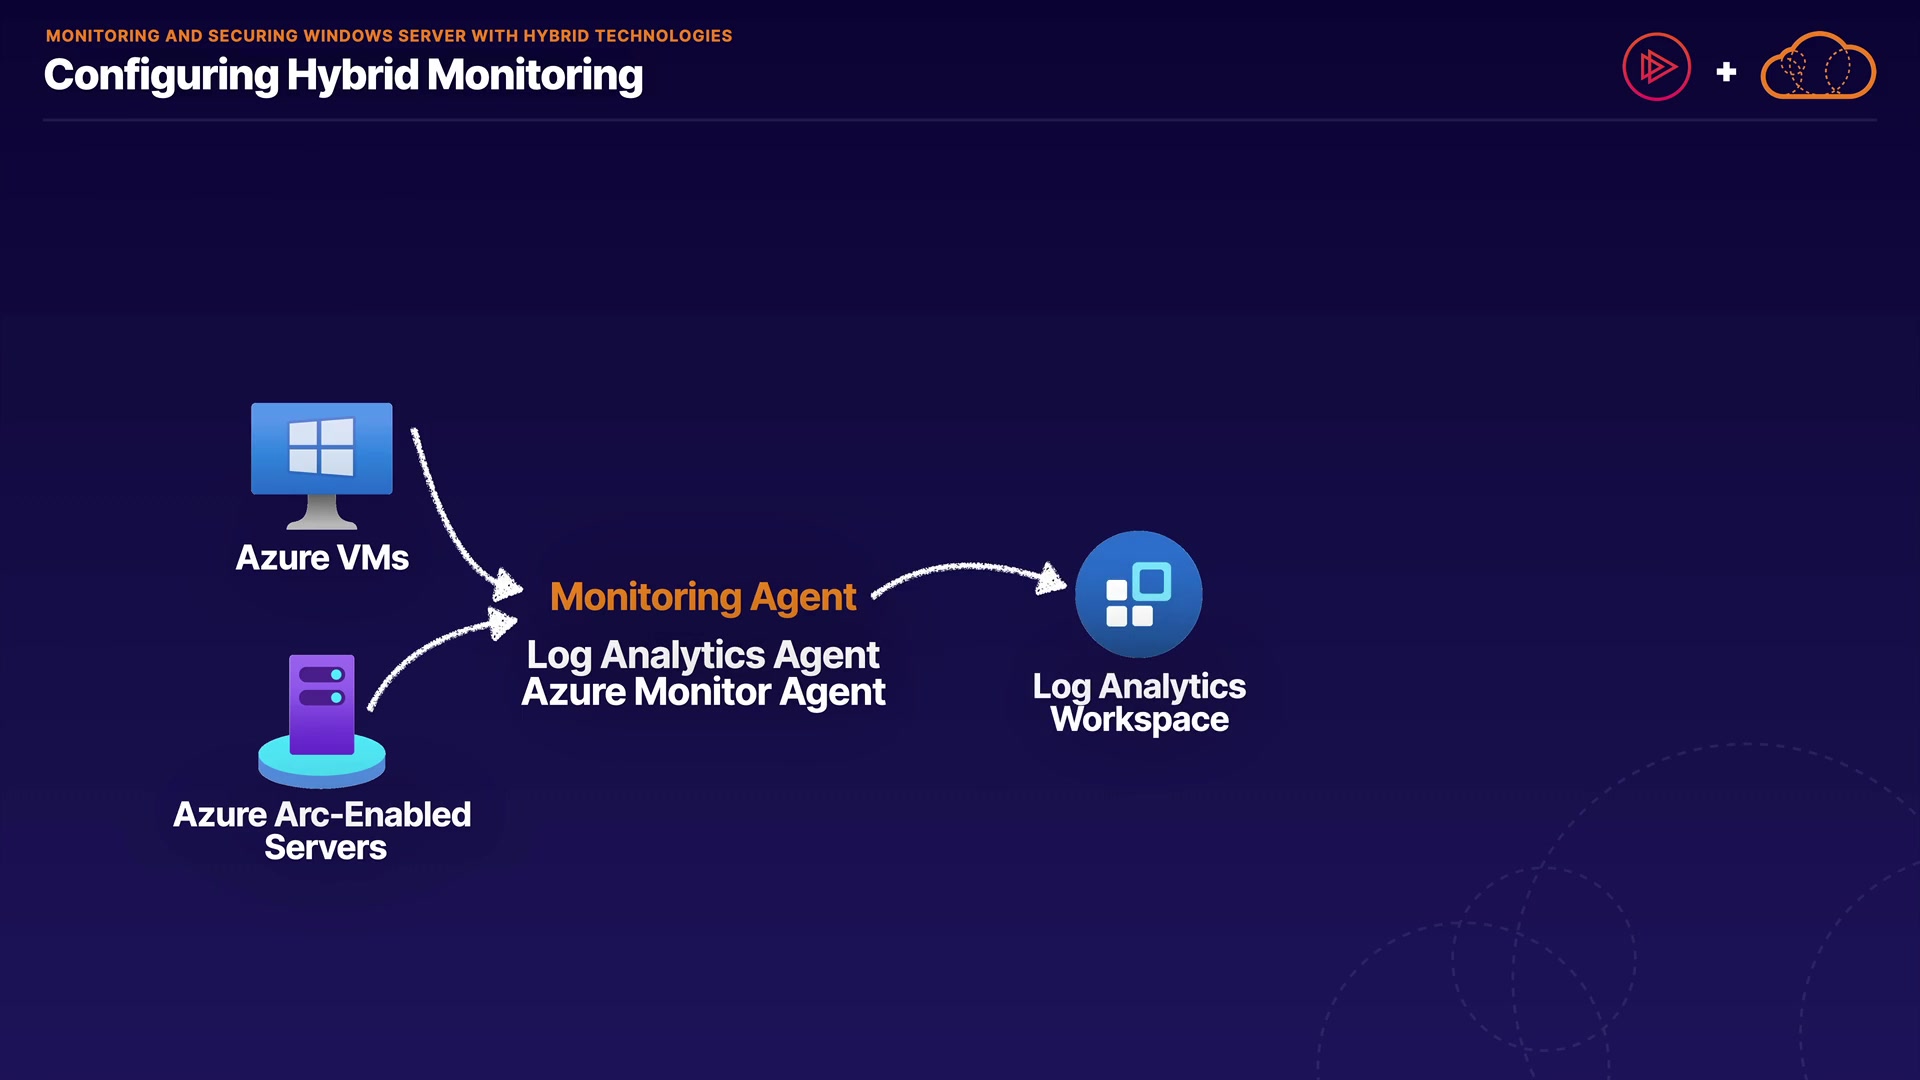 MONITORING AND SECURING WINDOWS SERVER WITH HYBRID TECHNOLOGIES
Configuring Hybrid Monitoring
+
Azure VMs
Monitoring Agent
Log Analytics Agent
Azure Monitor Agent
Log Analytics
Workspace
Azure Arc-Enabled
Servers